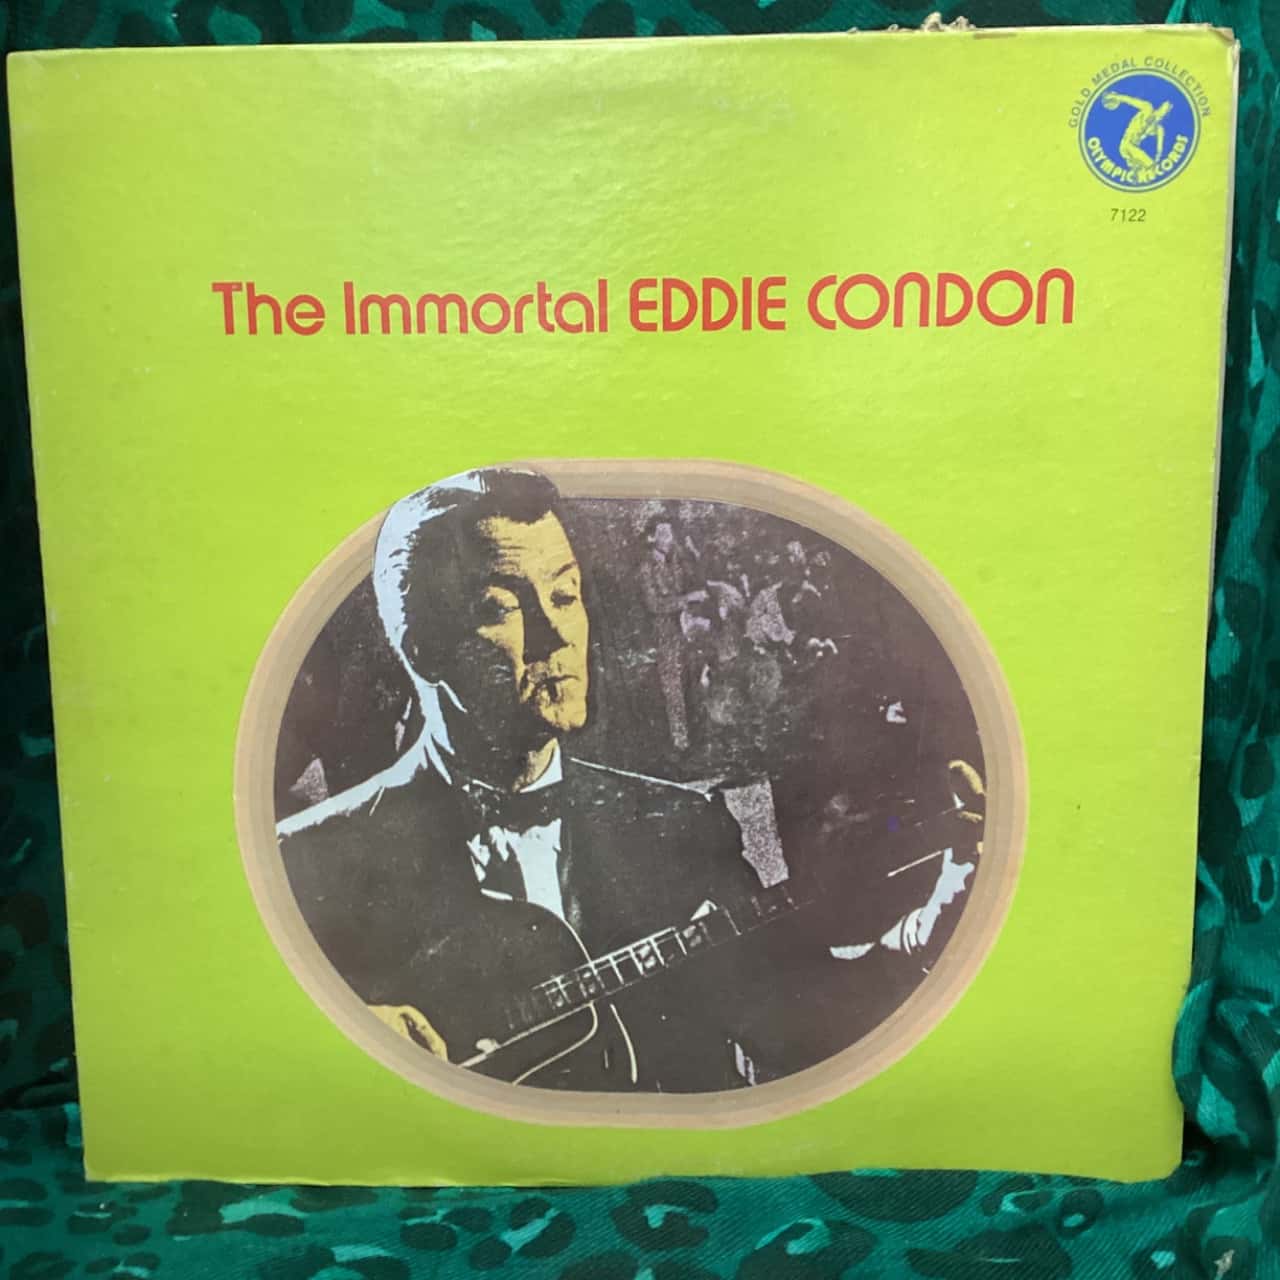 GOLD MEDAL COLLECTION
OLYMPIC RECORDS
7122
The Immortal EDDIE CONDON